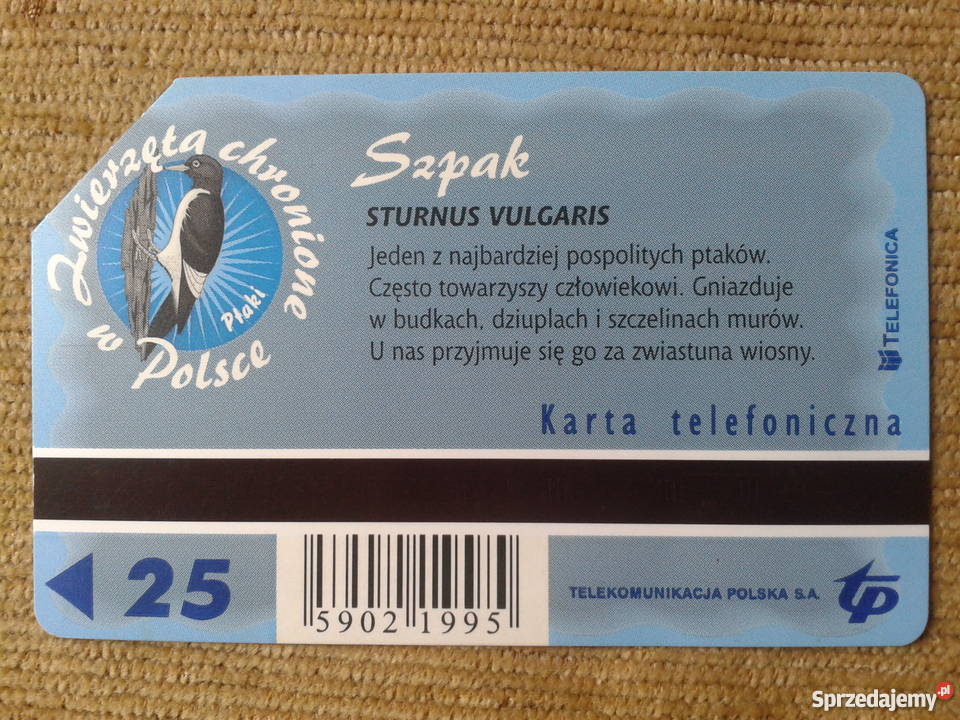 Zwierzęta chronione
w Polsce
Ptaki
Szpak
STURNUS VULGARIS
Jeden z najbardziej pospolitych ptaków.
Często towarzyszy człowiekowi. Gniazduje
w budkach, dziuplach i szczelinach murów.
U nas przyjmuje się go za zwiastuna wiosny.
TELEFONICA
Karta telefoniczna
25
5902 1995
TELEKOMUNIKACJA POLSKA S.A.
tp
Sprzedajemy.pl